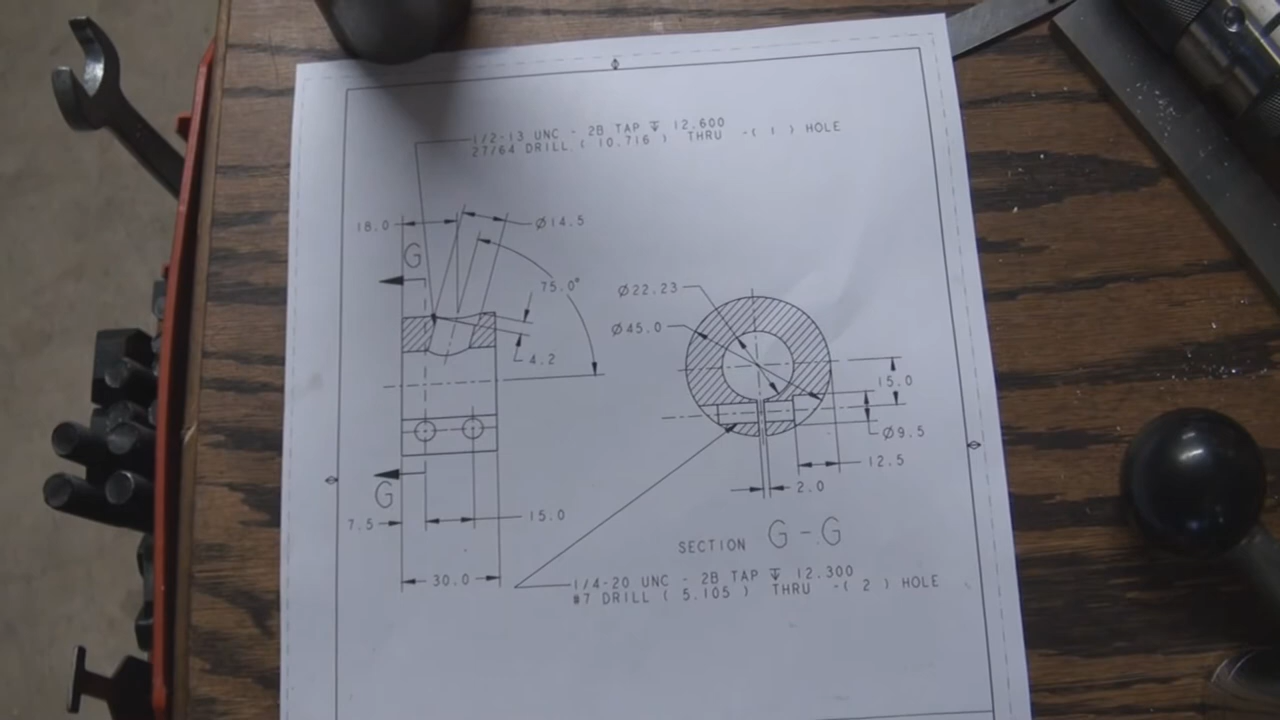 1/2-13 UNC - 2B TAP ↧ 12.600
27/64 DRILL ( 10.716 ) THRU -( 1 ) HOLE
18.0
Ø14.5
G
75.0°
4.2
G
7.5
15.0
30.0
Ø22.23
Ø45.0
15.0
Ø9.5
12.5
2.0
SECTION G-G
1/4-20 UNC - 2B TAP ↧ 12.300
#7 DRILL ( 5.105 ) THRU -( 2 ) HOLE